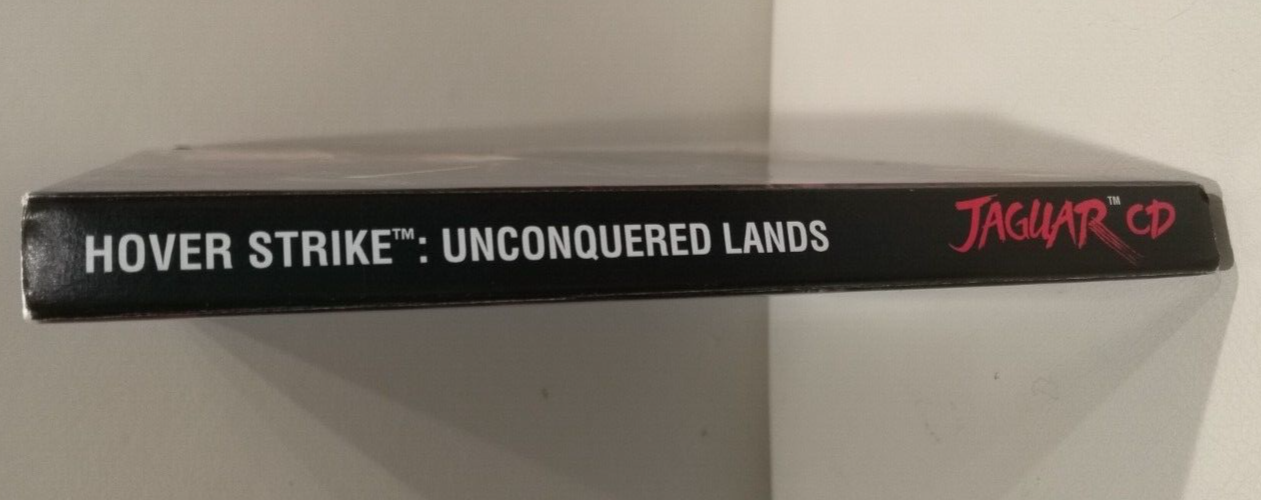 HOVER STRIKE™: UNCONQUERED LANDS
JAGUAR™ CD